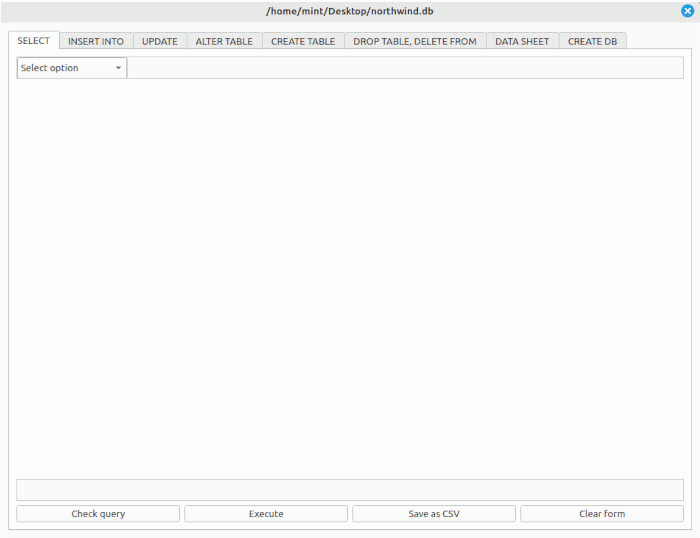 /home/mint/Desktop/northwind.db
SELECT INSERT INTO UPDATE ALTER TABLE CREATE TABLE DROP TABLE, DELETE FROM DATA SHEET CREATE DB
Select option
Check query Execute Save as CSV Clear form